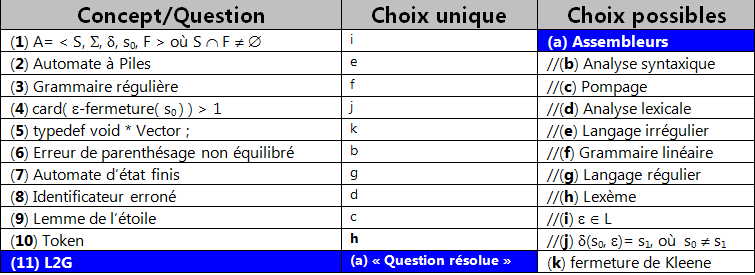 Concept/Question Choix unique Choix possibles
(1) A= < S, Σ, δ, s0, F > où S ∩ F ≠ ∅ i (a) Assembleurs
(2) Automate à Piles e //(b) Analyse syntaxique
(3) Grammaire régulière f //(c) Pompage
(4) card( ε-fermeture( s0 ) ) > 1 j //(d) Analyse lexicale
(5) typedef void * Vector ; k //(e) Langage irrégulier
(6) Erreur de parenthésage non équilibré b //(f) Grammaire linéaire
(7) Automate d'état finis g //(g) Langage régulier
(8) Identificateur erroné d //(h) Lexème
(9) Lemme de l'étoile c //(i) ε ∈ L
(10) Token h //(j) δ(s0, ε)= s1, où s0 ≠ s1
(11) L2G (a) « Question résolue » (k) fermeture de Kleene